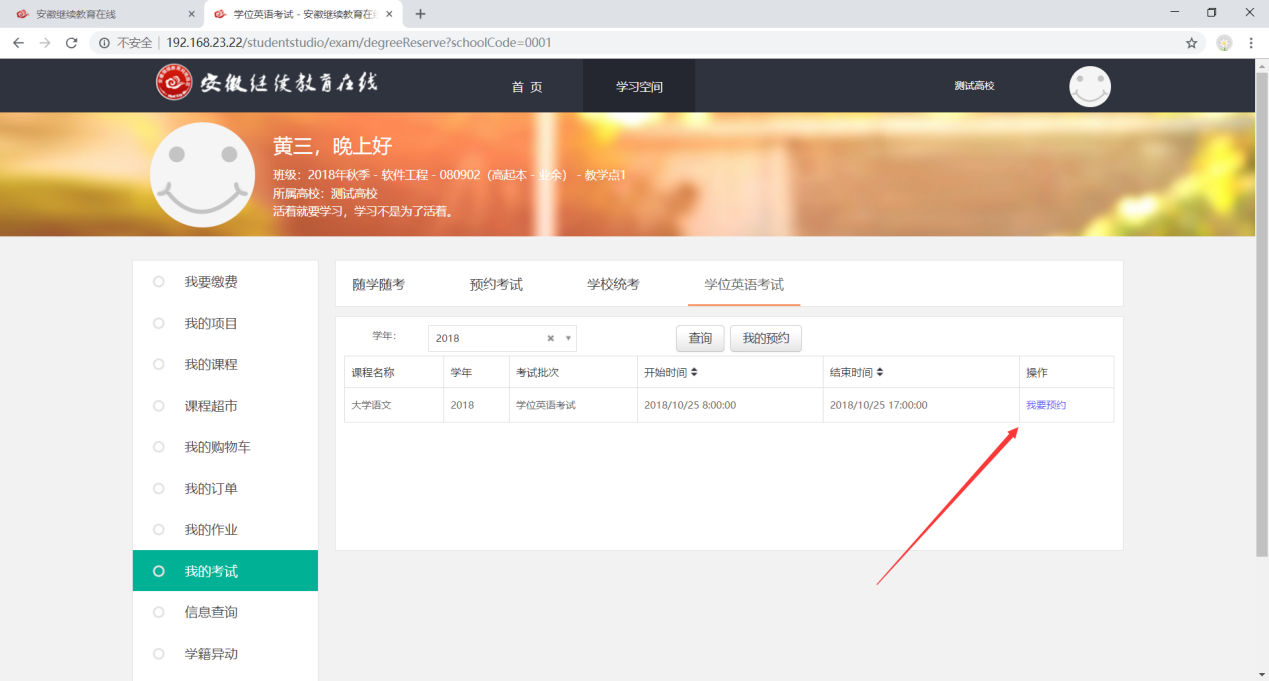 安徽继续教育在线
学位英语考试 - 安徽继续教育在
不安全 192.168.23.22/studentstudio/exam/degreeReserve?schoolCode=0001
安徽继续教育在线 首 页 学习空间 测试高校
黄三，晚上好
班级：2018年秋季 - 软件工程 - 080902（高起本 - 业余） - 教学点1
所属高校：测试高校
活着就要学习，学习不是为了活着。
我要缴费
我的项目
我的课程
课程超市
我的购物车
我的订单
我的作业
我的考试
信息查询
学籍异动
随学随考 预约考试 学校统考 学位英语考试
学年： 2018 查询 我的预约
课程名称 学年 考试批次 开始时间 结束时间 操作
大学语文 2018 学位英语考试 2018/10/25 8:00:00 2018/10/25 17:00:00 我要预约